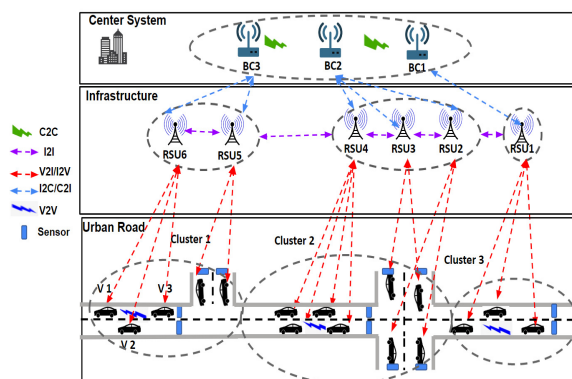 Center System
BC3
BC2
BC1
Infrastructure
RSU6
RSU5
RSU4
RSU3
RSU2
RSU1
C2C
I2I
V2I/I2V
I2C/C2I
V2V
Sensor
Urban Road
Cluster 1
Cluster 2
Cluster 3
V 1
V 3
V 2